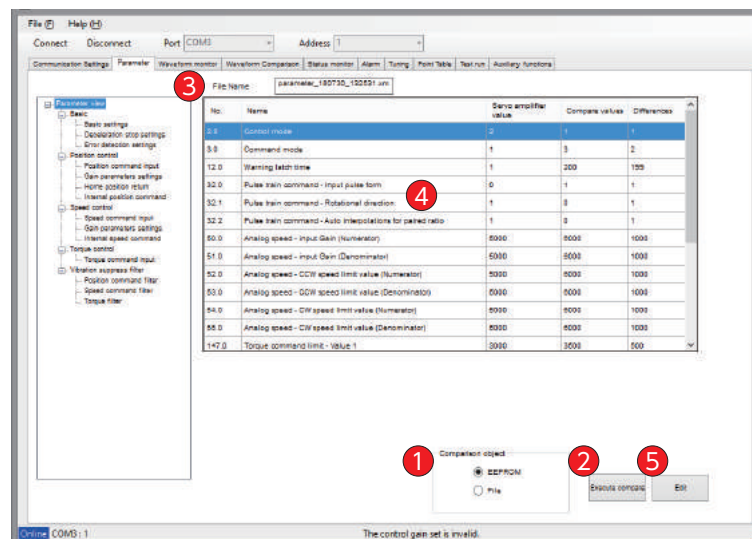 File (F) Help (H)
Connect Disconnect Port COM3 Address 1
Communication Settings Parameter Waveform monitor Waveform Comparison Status monitor Alarm Tuning Point Table Test run Auxiliary functions
3 File Name parameter_180730_192531.xm
Parameter view
Basic
Basic settings
Deceleration stop settings
Error detection settings
Position control
Position command input
Gain parameters settings
Home position return
Internal position command
Speed control
Speed command input
Gain parameters settings
Internal speed command
Torque control
Torque command input
Vibration suppress filter
Position command filter
Speed command filter
Torque filter
No. Name Servo amplifier value Compare values Differences
Control mode 2 1 1
3.0 Command mode 1 3 2
12.0 Warning latch time 1 200 199
32.0 Pulse train command - Input pulse form 0 1 1
32.1 Pulse train command - Rotational direction 1 0 1
4
32.2 Pulse train command - Auto interpolations for paired ratio 1 0 1
50.0 Analog speed - Input Gain (Numerator) 5000 6000 1000
51.0 Analog speed - Input Gain (Denominator) 5000 6000 1000
52.0 Analog speed - CCW speed limit value (Numerator) 5000 6000 1000
53.0 Analog speed - CCW speed limit value (Denominator) 5000 6000 1000
54.0 Analog speed - CW speed limit value (Numerator) 5000 6000 1000
55.0 Analog speed - CW speed limit value (Denominator) 5000 6000 1000
147.0 Torque command limit - Value 1 3000 3500 500
1 Comparison object
EEPROM
File
2 Execute compare
5 Edit
Online COM3 : 1 The control gain set is invalid.